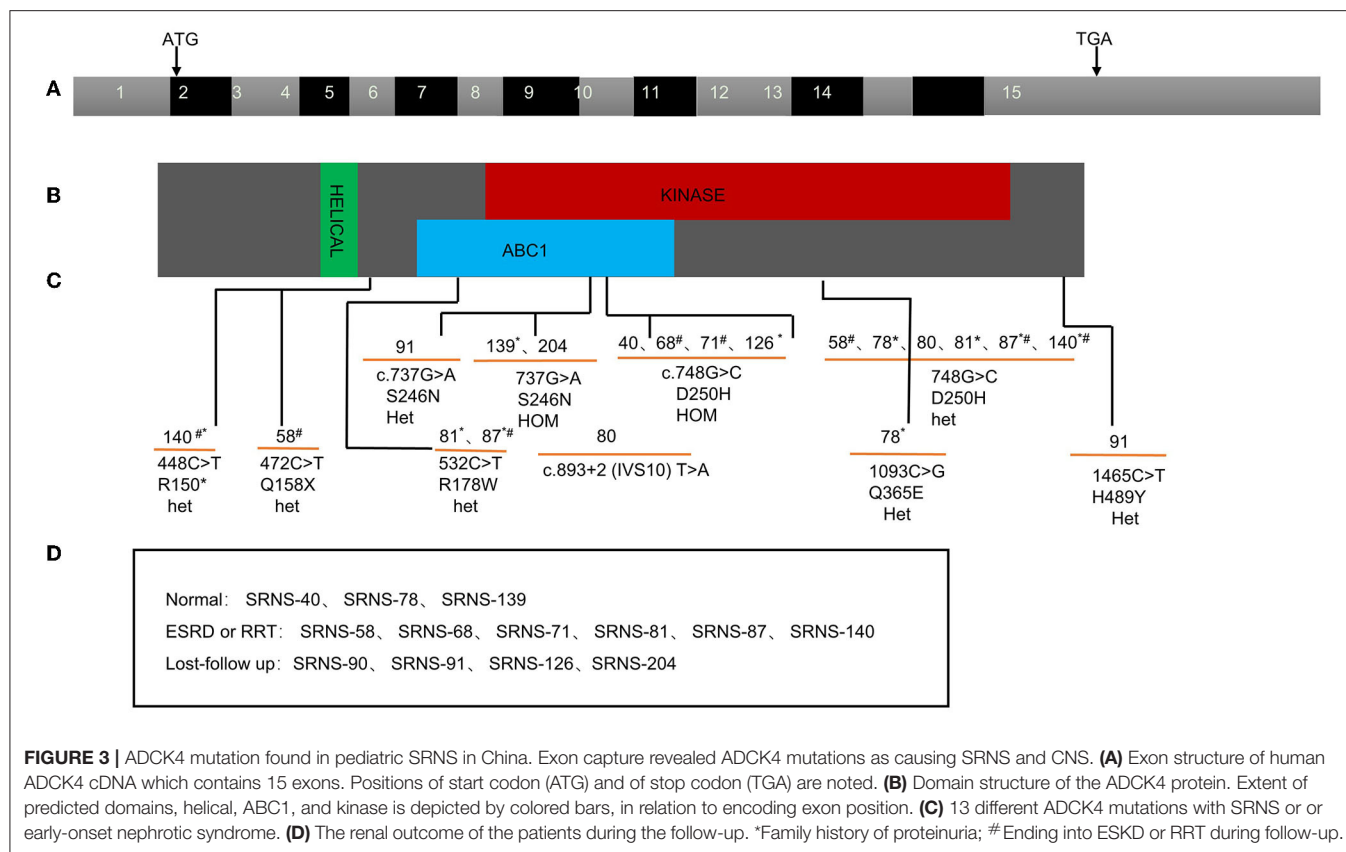 ATG
TGA
A
1 2 3 4 5 6 7 8 9 10 11 12 13 14 15
B
HELICAL
KINASE
ABC1
C
91
c.737G>A
S246N
Het
139*、204
737G>A
S246N
HOM
40、68#、71#、126*
c.748G>C
D250H
HOM
58#、78*、80、81*、87*#、140*#
748G>C
D250H
het
140#*
448C>T
R150*
het
58#
472C>T
Q158X
het
81*、87*#
532C>T
R178W
het
80
c.893+2 (IVS10) T>A
78*
1093C>G
Q365E
Het
91
1465C>T
H489Y
Het
D
Normal: SRNS-40、 SRNS-78、 SRNS-139
ESRD or RRT: SRNS-58、 SRNS-68、 SRNS-71、 SRNS-81、 SRNS-87、 SRNS-140
Lost-follow up: SRNS-90、 SRNS-91、 SRNS-126、SRNS-204
FIGURE 3 | ADCK4 mutation found in pediatric SRNS in China. Exon capture revealed ADCK4 mutations as causing SRNS and CNS. (A) Exon structure of human
ADCK4 cDNA which contains 15 exons. Positions of start codon (ATG) and of stop codon (TGA) are noted. (B) Domain structure of the ADCK4 protein. Extent of
predicted domains, helical, ABC1, and kinase is depicted by colored bars, in relation to encoding exon position. (C) 13 different ADCK4 mutations with SRNS or or
early-onset nephrotic syndrome. (D) The renal outcome of the patients during the follow-up. *Family history of proteinuria; #Ending into ESKD or RRT during follow-up.